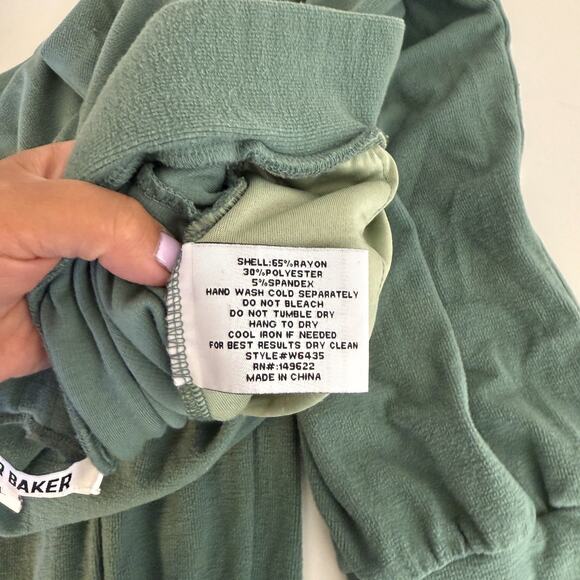 SHELL:65%RAYON
30%POLYESTER
5%SPANDEX
HAND WASH COLD SEPARATELY
DO NOT BLEACH
DO NOT TUMBLE DRY
HANG TO DRY
COOL IRON IF NEEDED
FOR BEST RESULTS DRY CLEAN
STYLE#W6435
RN#:149622
MADE IN CHINA
R BAKER